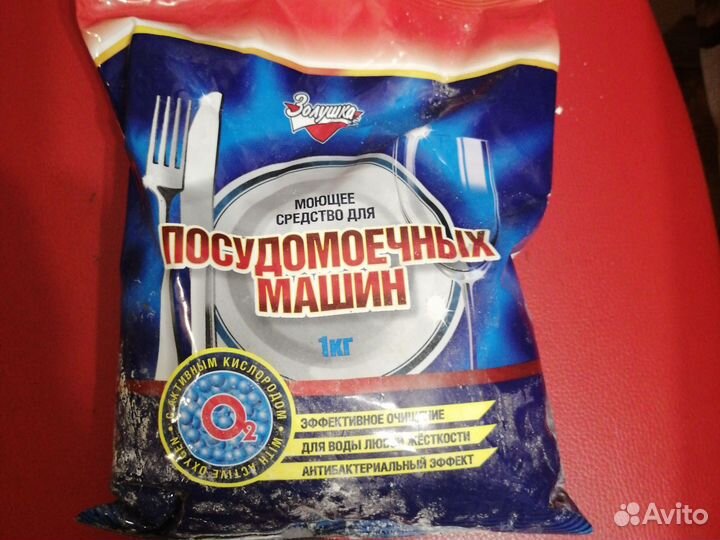 Золушка
МОЮЩЕЕ
СРЕДСТВО ДЛЯ
ПОСУДОМОЕЧНЫХ
МАШИН
1кг
С АКТИВНЫМ КИСЛОРОДОМ • WITH ACTIVE OXYGEN •
O2
ЭФФЕКТИВНОЕ ОЧИЩЕНИЕ
ДЛЯ ВОДЫ ЛЮБОЙ ЖЁСТКОСТИ
АНТИБАКТЕРИАЛЬНЫЙ ЭФФЕКТ
Avito